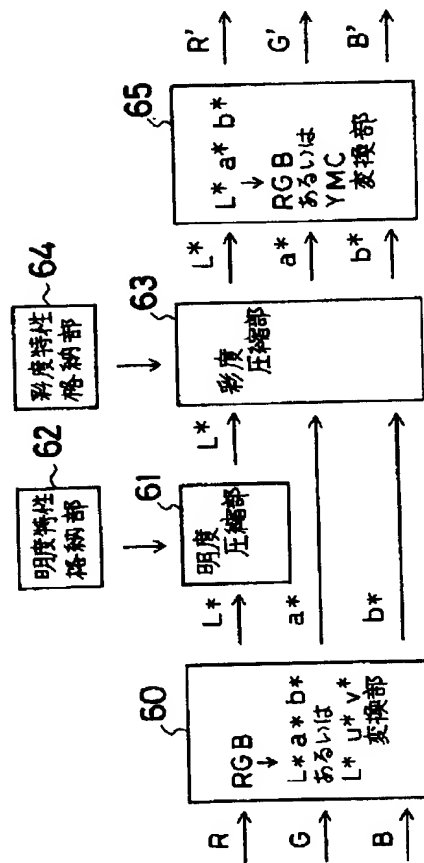 R
G
B
60
RGB
↓
L* a* b*
あるいは
L* u* v*
変換部
L*
a*
b*
62
明度特性
格納部
61
明度
圧縮部
L*
64
彩度特性
格納部
63
彩度
圧縮部
L*
a*
b*
65
L* a* b*
↓
RGB
あるいは
YMC
変換部
R'
G'
B'